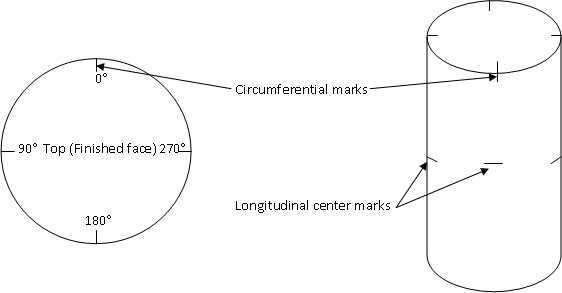 0°
Circumferential marks
90° Top (Finished face) 270°
Longitudinal center marks
180°